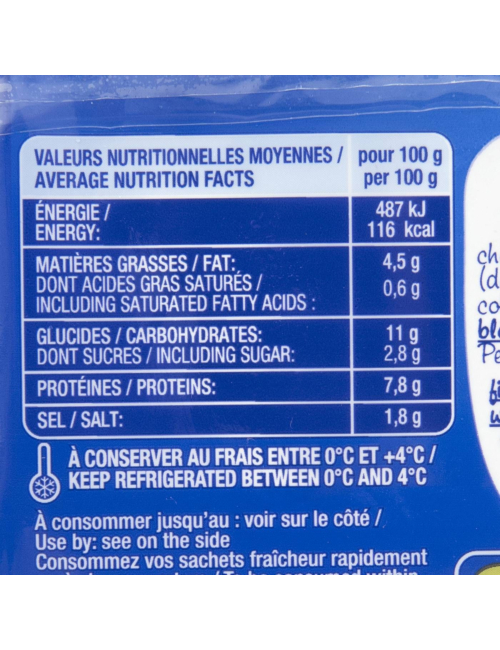 VALEURS NUTRITIONNELLES MOYENNES / pour 100 g
AVERAGE NUTRITION FACTS per 100 g
ÉNERGIE / 487 kJ
ENERGY: 116 kcal
MATIÈRES GRASSES / FAT: 4,5 g
DONT ACIDES GRAS SATURÉS /
INCLUDING SATURATED FATTY ACIDS : 0,6 g
GLUCIDES / CARBOHYDRATES: 11 g
DONT SUCRES / INCLUDING SUGAR: 2,8 g
PROTÉINES / PROTEINS: 7,8 g
SEL / SALT: 1,8 g
À CONSERVER AU FRAIS ENTRE 0°C ET +4°C /
KEEP REFRIGERATED BETWEEN 0°C AND 4°C
À consommer jusqu'au : voir sur le côté /
Use by: see on the side
Consommez vos sachets fraîcheur rapidement